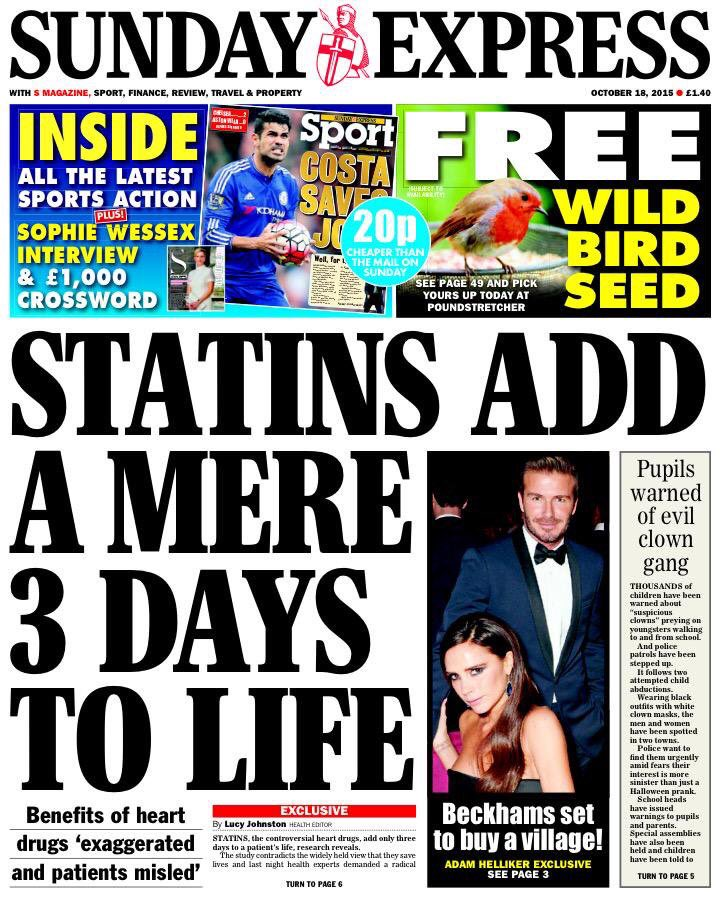 SUNDAY EXPRESS
WITH S MAGAZINE, SPORT, FINANCE, REVIEW, TRAVEL & PROPERTY
OCTOBER 18, 2015 ● £1.40
INSIDE
ALL THE LATEST
SPORTS ACTION
PLUS!
SOPHIE WESSEX
INTERVIEW
& £1,000
CROSSWORD
S
CHELSEA
ASTON VILLA
SUNDAY EXPRESS
Sport
COSTA
SAVES
Well, for
20p
CHEAPER THAN
THE MAIL ON
SUNDAY
FREE
(SUBJECT TO
AVAILABILITY)
WILD
BIRD
SEED
SEE PAGE 49 AND PICK
YOURS UP TODAY AT
POUNDSTRETCHER
STATINS ADD
A MERE
3 DAYS
TO LIFE
Benefits of heart
drugs ‘exaggerated
and patients misled’
EXCLUSIVE
By Lucy Johnston HEALTH EDITOR
STATINS, the controversial heart drugs, add only three
days to a patient's life, research reveals.
The study contradicts the widely held view that they save
lives and last night health experts demanded a radical
TURN TO PAGE 6
Beckhams set
to buy a village!
ADAM HELLIKER EXCLUSIVE
SEE PAGE 3
Pupils
warned
of evil
clown
gang
THOUSANDS of
children have been
warned about
“suspicious
clowns” preying on
youngsters walking
to and from school.
And police
patrols have been
stepped up.
It follows two
attempted child
abductions.
Wearing black
outfits with white
clown masks, the
men and women
have been spotted
in two towns.
Police want to
find them urgently
amid fears their
interest is more
sinister than just a
Halloween prank.
School heads
have issued
warnings to pupils
and parents.
Special assemblies
have also been
held and children
have been told to
TURN TO PAGE 5